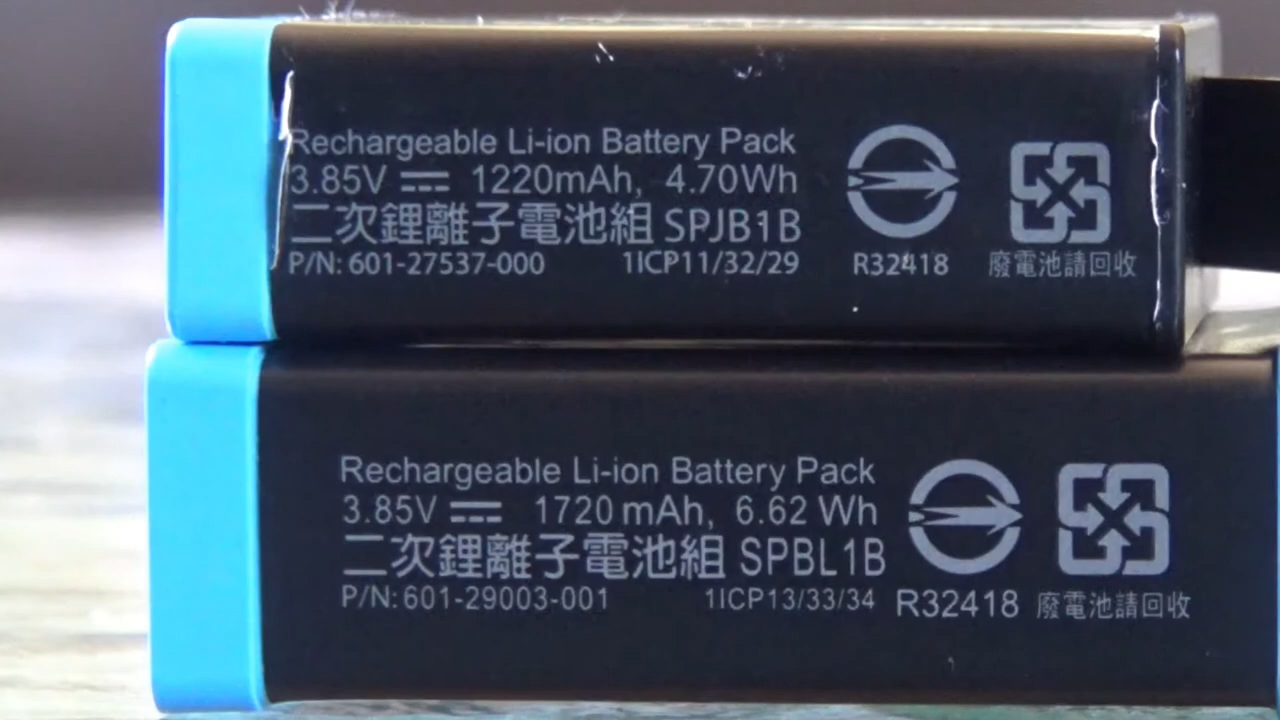 Rechargeable Li-ion Battery Pack
3.85V 1220mAh, 4.70Wh
二次鋰離子電池組 SPJB1B
P/N: 601-27537-000 1ICP11/32/29
R32418
廢電池請回收
Rechargeable Li-ion Battery Pack
3.85V 1720 mAh, 6.62 Wh
二次鋰離子電池組 SPBL1B
P/N: 601-29003-001 1ICP13/33/34
R32418
廢電池請回收